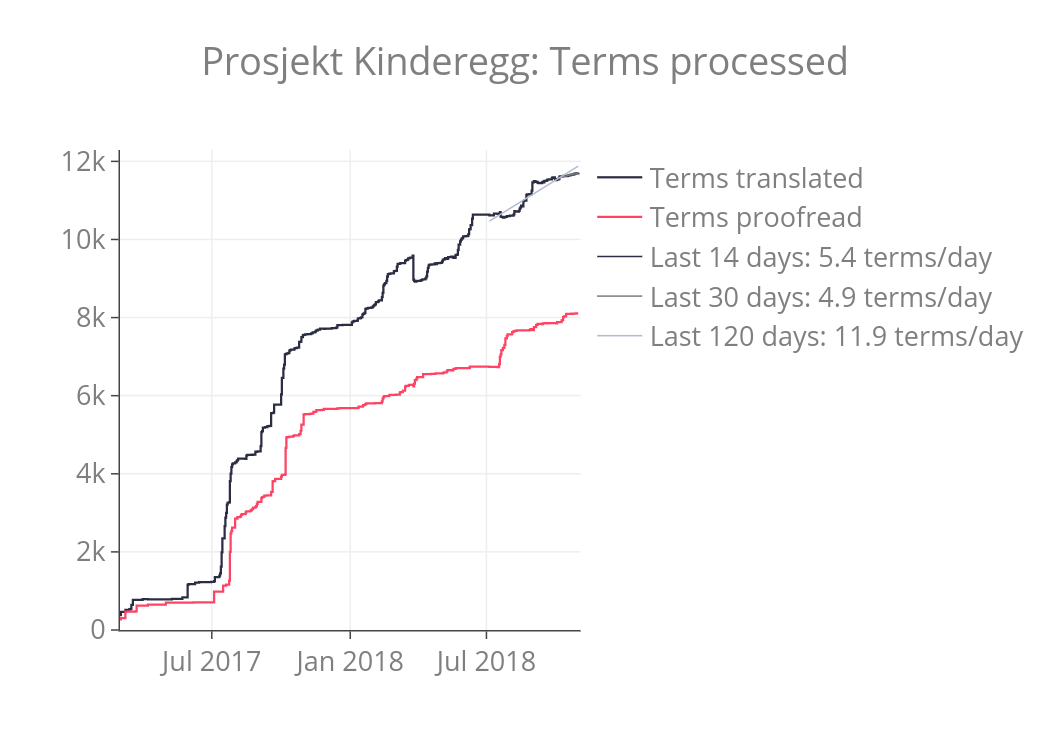 Prosjekt Kinderegg: Terms processed
12k
10k
8k
6k
4k
2k
0
Jul 2017
Jan 2018
Jul 2018
Terms translated
Terms proofread
Last 14 days: 5.4 terms/day
Last 30 days: 4.9 terms/day
Last 120 days: 11.9 terms/day